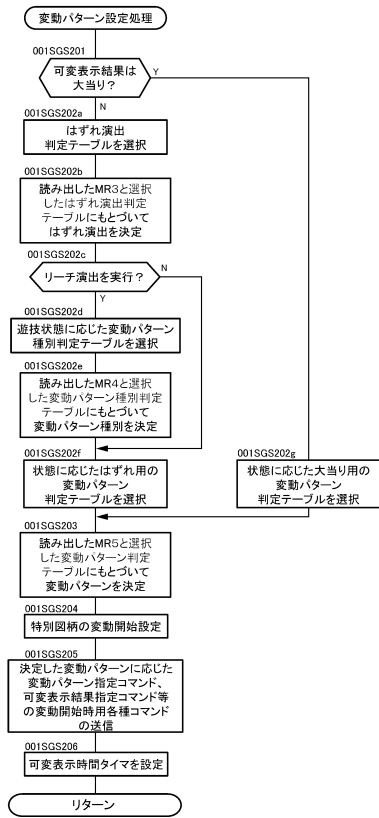 変動パターン設定処理
001SGS201
可変表示結果は
大当り？
Y
N
001SGS202a
はずれ演出
判定テーブルを選択
001SGS202b
読み出したMR3と選択
したはずれ演出判定
テーブルにもとづいて
はずれ演出を決定
001SGS202c
リーチ演出を実行？
N
Y
001SGS202d
遊技状態に応じた変動パターン
種別判定テーブルを選択
001SGS202e
読み出したMR4と選択
した変動パターン種別判定
テーブルにもとづいて
変動パターン種別を決定
001SGS202f
状態に応じたはずれ用の
変動パターン
判定テーブルを選択
001SGS202g
状態に応じた大当り用の
変動パターン
判定テーブルを選択
001SGS203
読み出したMR5と選択
した変動パターン判定
テーブルにもとづいて
変動パターンを決定
001SGS204
特別図柄の変動開始設定
001SGS205
決定した変動パターンに応じた
変動パターン指定コマンド、
可変表示結果指定コマンド等
の変動開始時用各種コマンド
の送信
001SGS206
可変表示時間タイマを設定
リターン